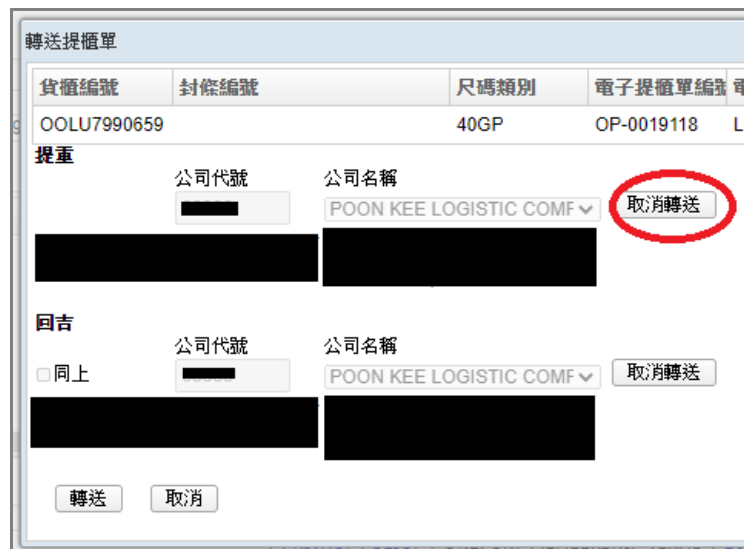 轉送提櫃單
貨櫃編號 封條編號 尺碼類別 電子提櫃單編號
OOLU7990659 40GP OP-0019118 L
提重
公司代號 公司名稱
POON KEE LOGISTIC COMF 取消轉送
回吉
公司代號 公司名稱
同上 POON KEE LOGISTIC COMF 取消轉送
轉送 取消